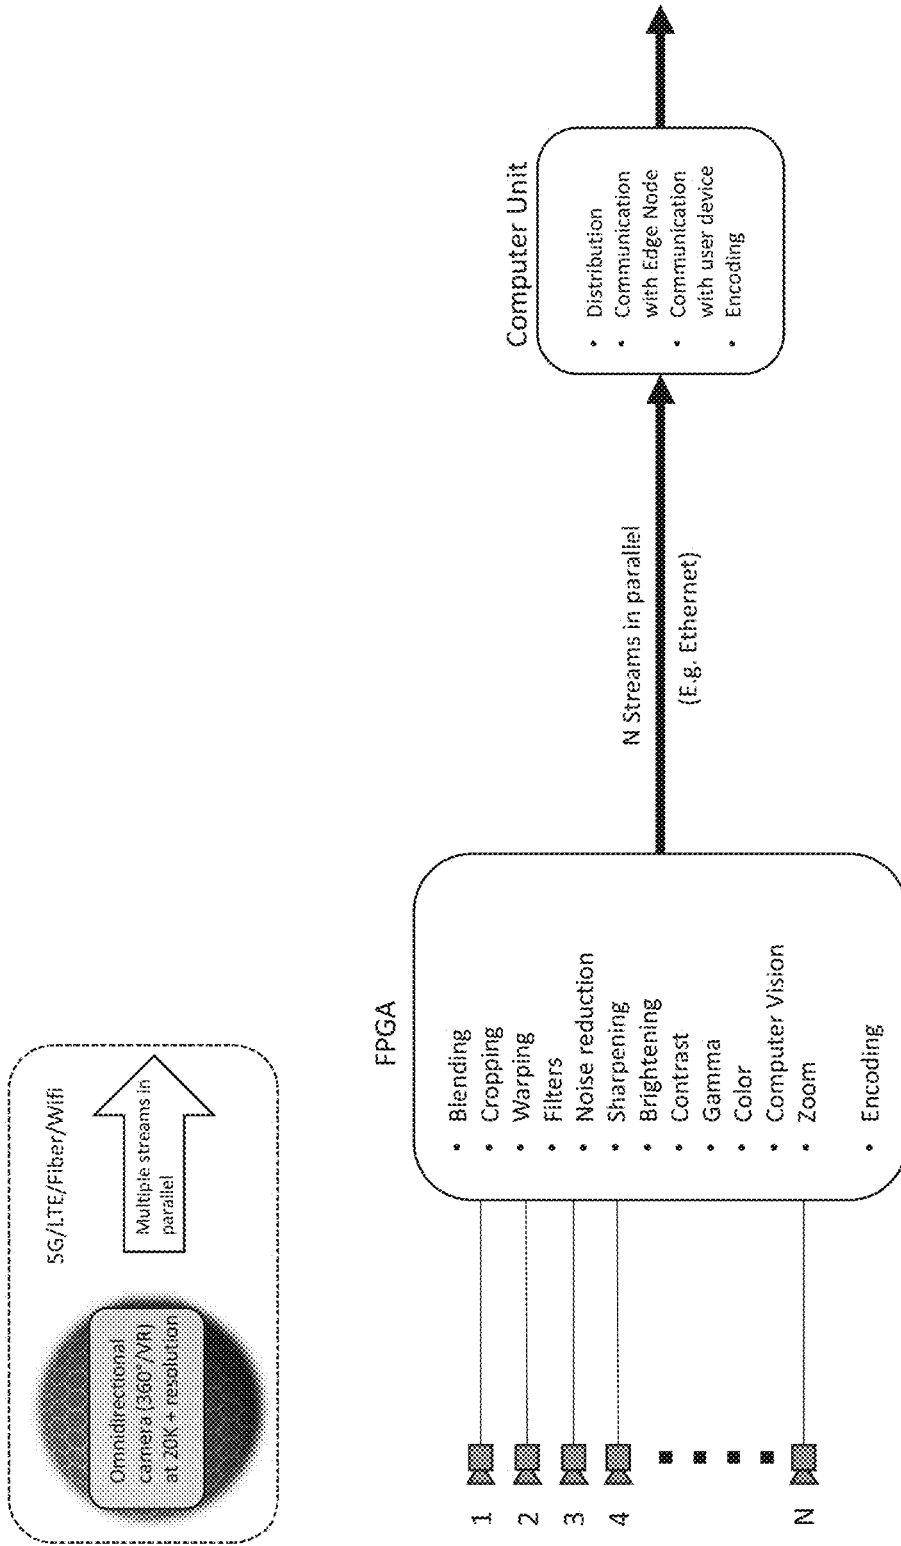 Omnidirectional
camera (360°/VR)
at 20K + resolution
5G/LTE/Fiber/Wifi
Multiple streams in
parallel
1
2
3
4
N
FPGA
• Blending
• Cropping
• Warping
• Filters
• Noise reduction
• Sharpening
• Brightening
• Contrast
• Gamma
• Color
• Computer Vision
• Zoom
• Encoding
N Streams in parallel
(E.g. Ethernet)
Computer Unit
• Distribution
• Communication
with Edge Node
• Communication
with user device
• Encoding